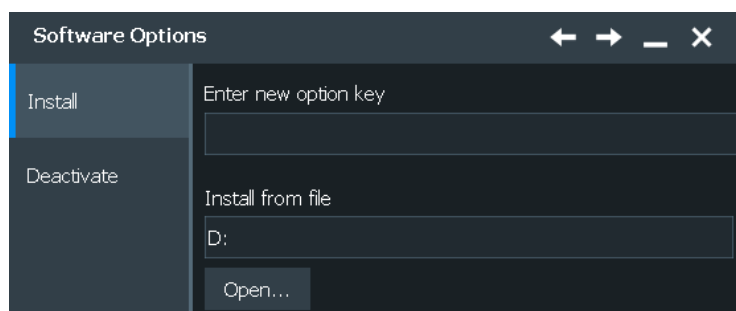 Software Options
Install
Enter new option key
Deactivate
Install from file
D:
Open...